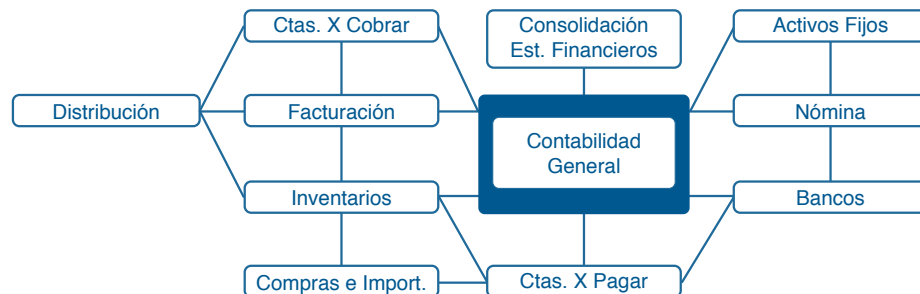 Ctas. X Cobrar
Consolidación
Est. Financieros
Activos Fijos
Distribución
Facturación
Contabilidad
General
Nómina
Inventarios
Bancos
Compras e Import.
Ctas. X Pagar